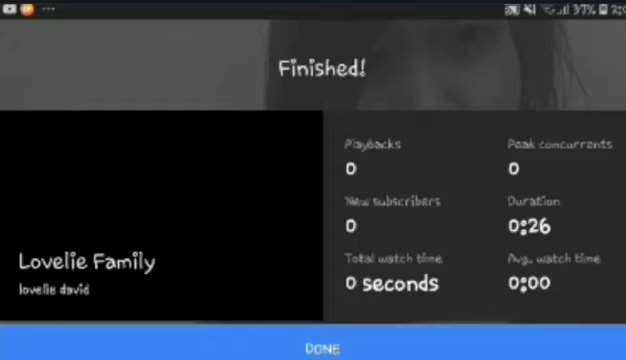 37%
Finished!
Playbacks Peak concurrents
0 0
New subscribers Duration
0 0:26
Lovelie Family
Total watch time Avg. watch time
lovelie david
0 seconds 0:00
DONE